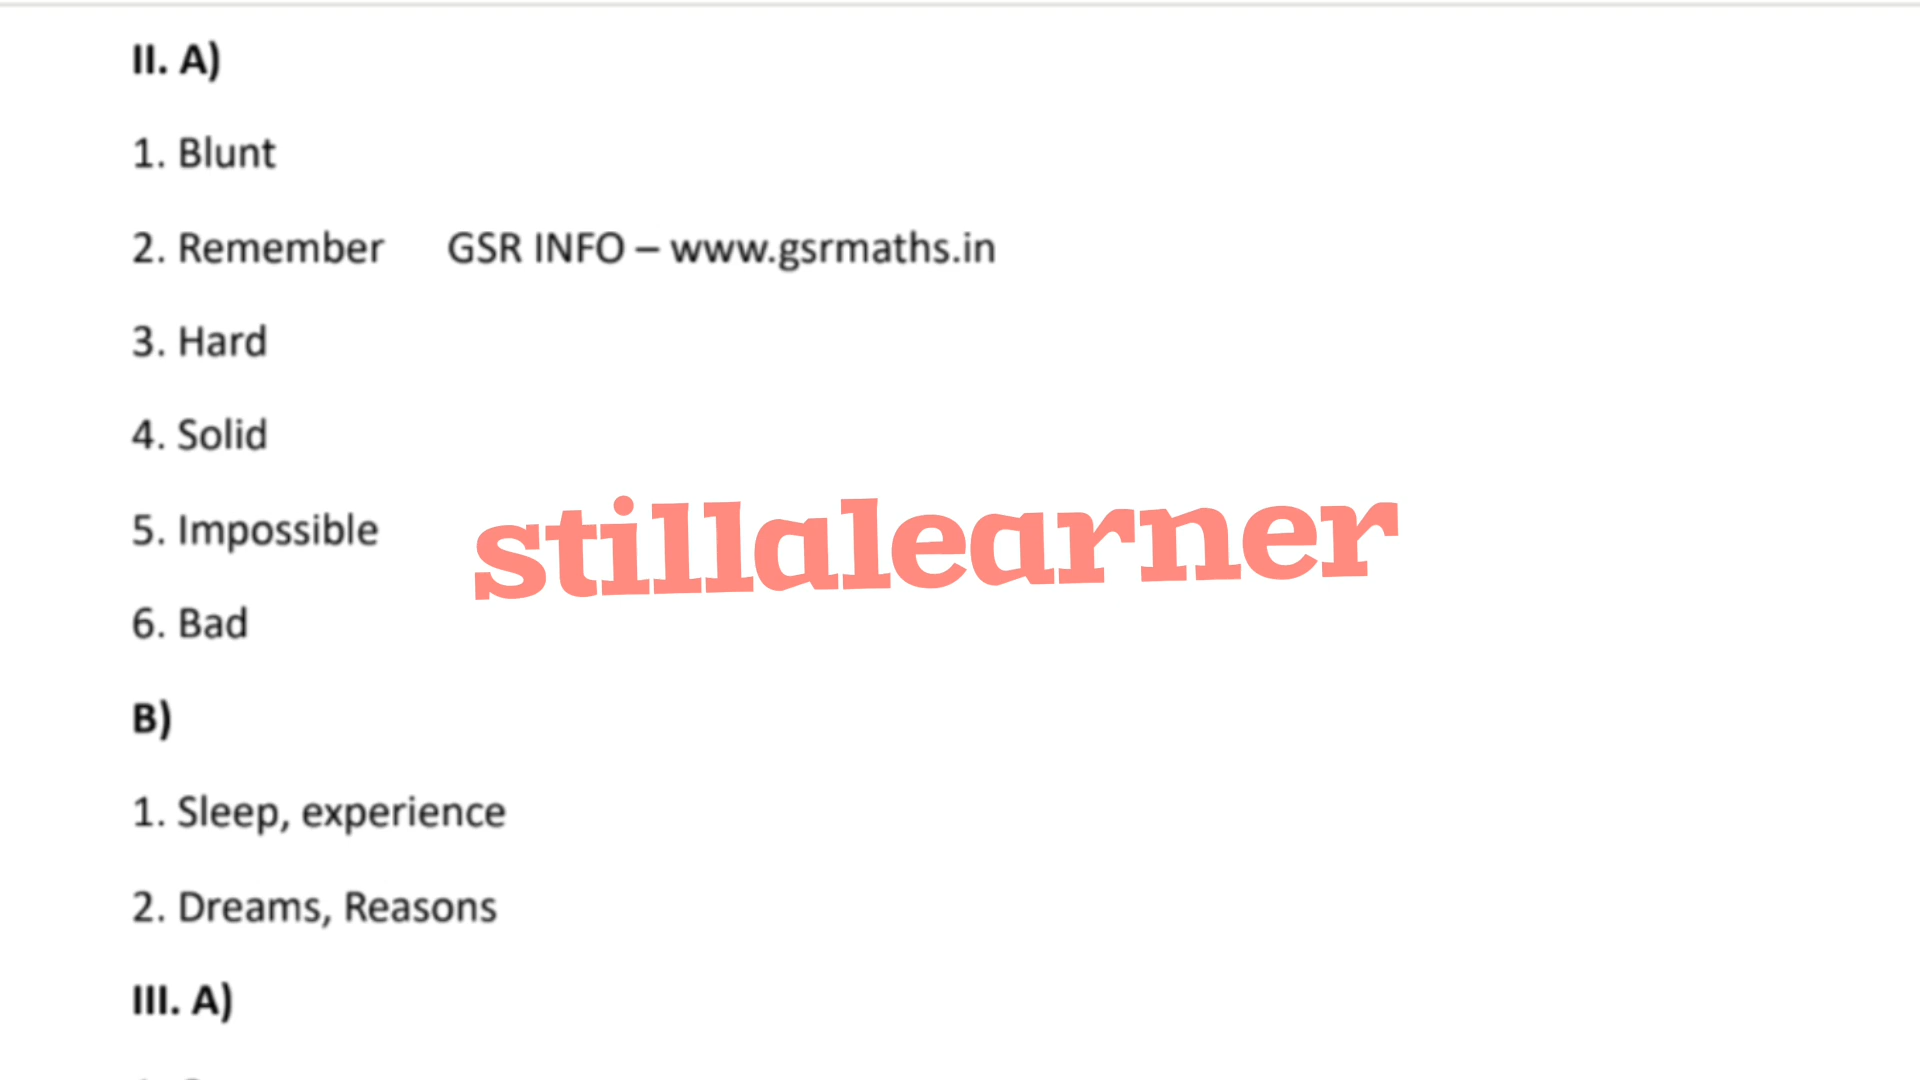 II. A)
1. Blunt
2. Remember GSR INFO – www.gsrmaths.in
3. Hard
4. Solid
5. Impossible
stillalearner
6. Bad
B)
1. Sleep, experience
2. Dreams, Reasons
III. A)